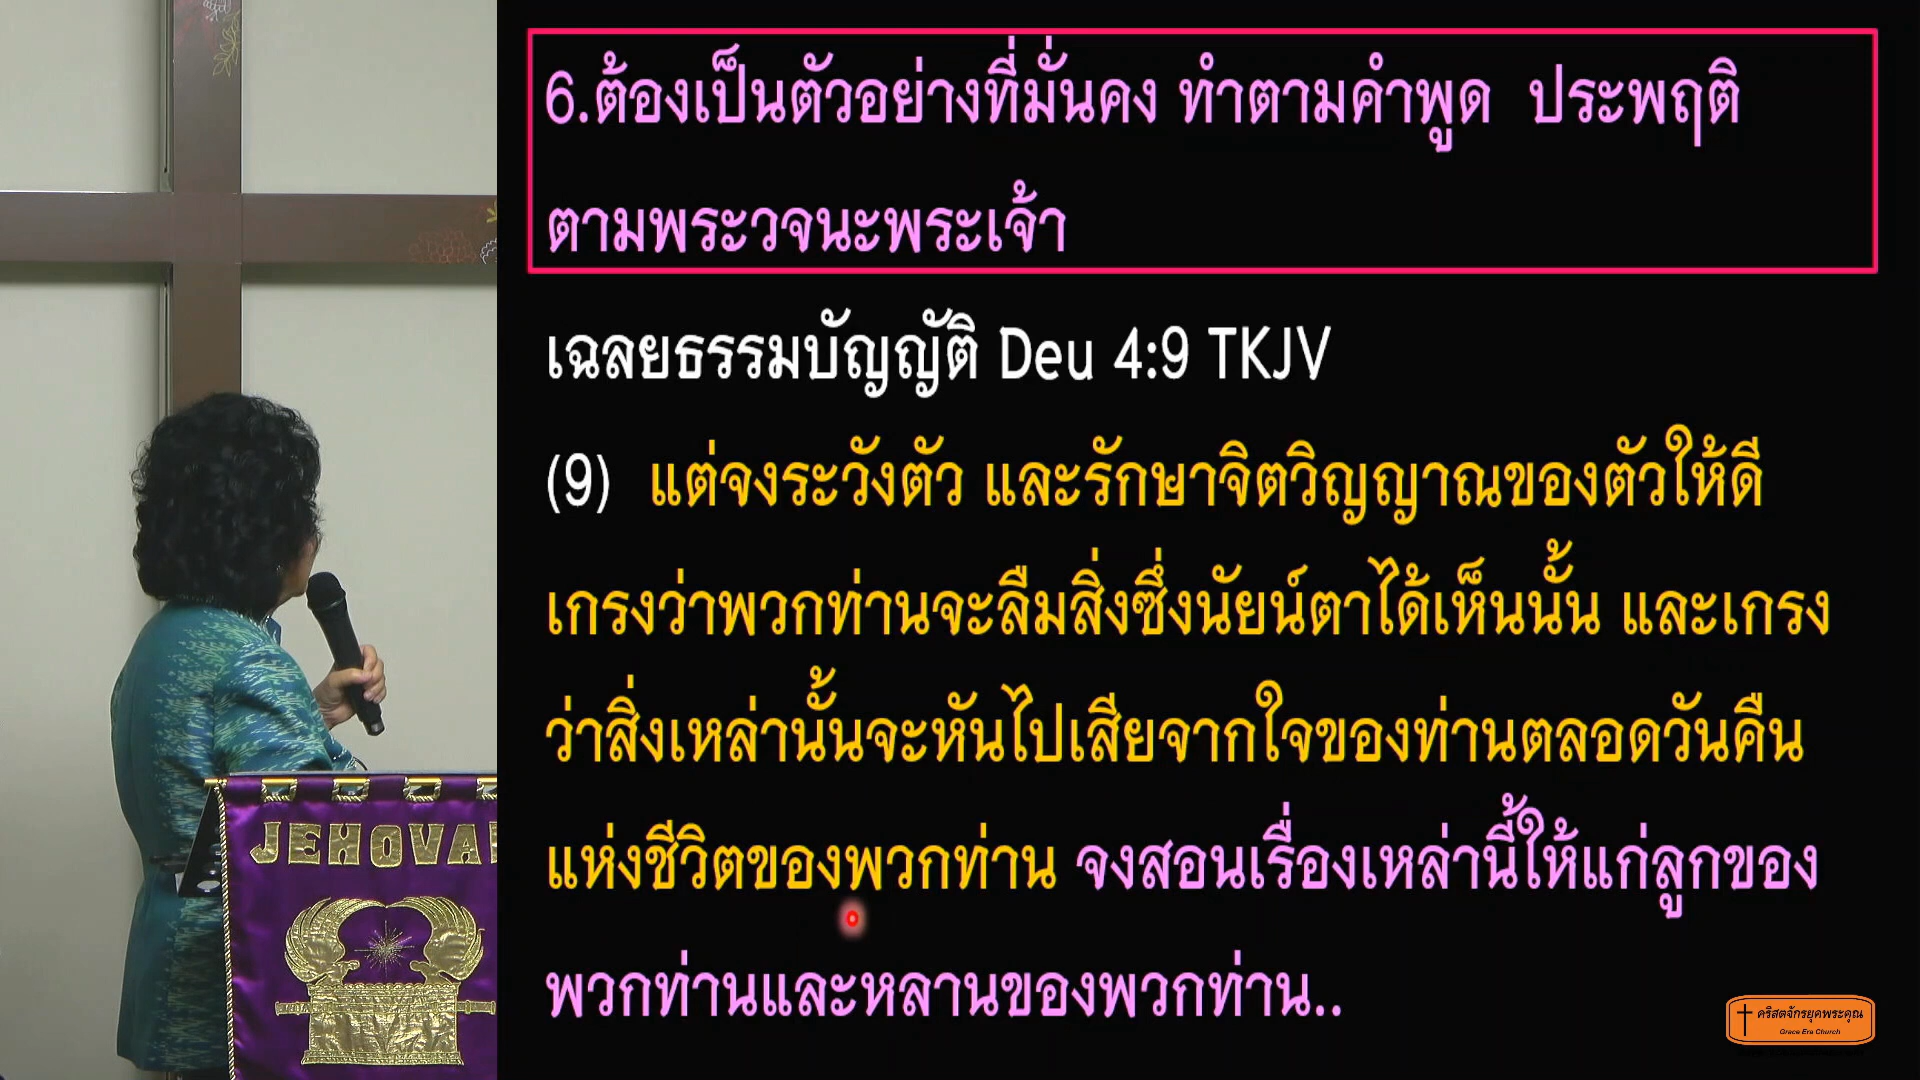 6.ต้องเป็นตัวอย่างที่มั่นคง ทำตามคำพูด ประพฤติ
ตามพระวจนะพระเจ้า
เฉลยธรรมบัญญัติ Deu 4:9 TKJV
(9) แต่จงระวังตัว และรักษาจิตวิญญาณของตัวให้ดี
เกรงว่าพวกท่านจะลืมสิ่งซึ่งนัยน์ตาได้เห็นนั้น และเกรง
ว่าสิ่งเหล่านั้นจะหันไปเสียจากใจของท่านตลอดวันคืน
แห่งชีวิตของพวกท่าน จงสอนเรื่องเหล่านี้ให้แก่ลูกของ
พวกท่านและหลานของพวกท่าน..
JEHOVAH
คริสตจักรยุคพระคุณ
Grace Era Church